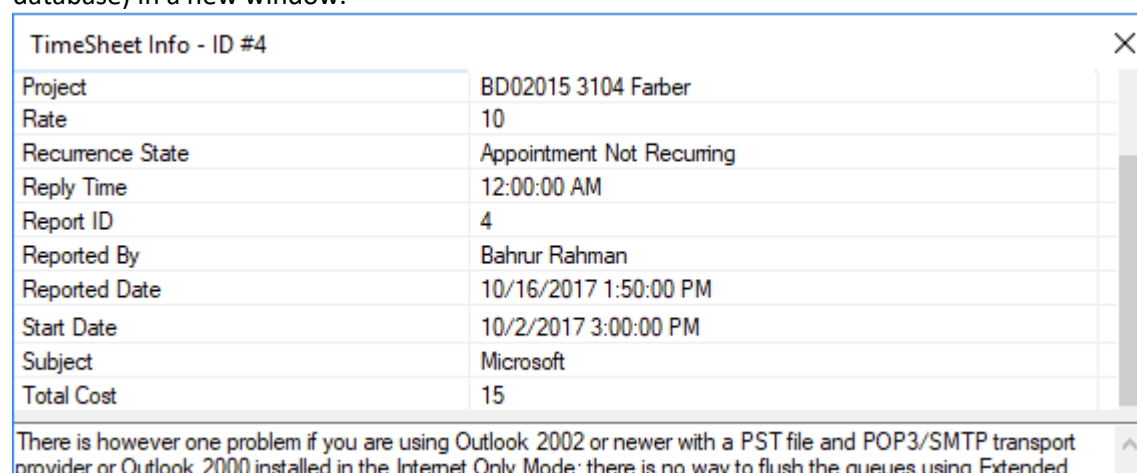 database) in a new window.
TimeSheet Info - ID #4
Project BD02015 3104 Farber
Rate 10
Recurrence State Appointment Not Recurring
Reply Time 12:00:00 AM
Report ID 4
Reported By Bahrur Rahman
Reported Date 10/16/2017 1:50:00 PM
Start Date 10/2/2017 3:00:00 PM
Subject Microsoft
Total Cost 15
There is however one problem if you are using Outlook 2002 or newer with a PST file and POP3/SMTP transport
provider or Outlook 2000 installed in the Internet Only Mode: there is no way to flush the queues using Extended